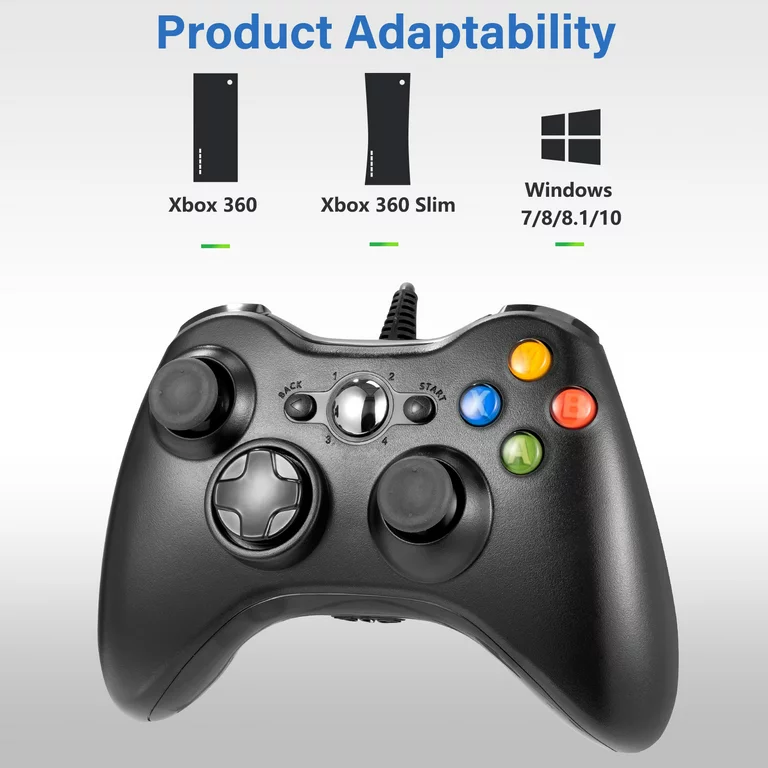 Product Adaptability
Xbox 360
Xbox 360 Slim
Windows
7/8/8.1/10
BACK
1
2
START
3
4
Y
X
B
A